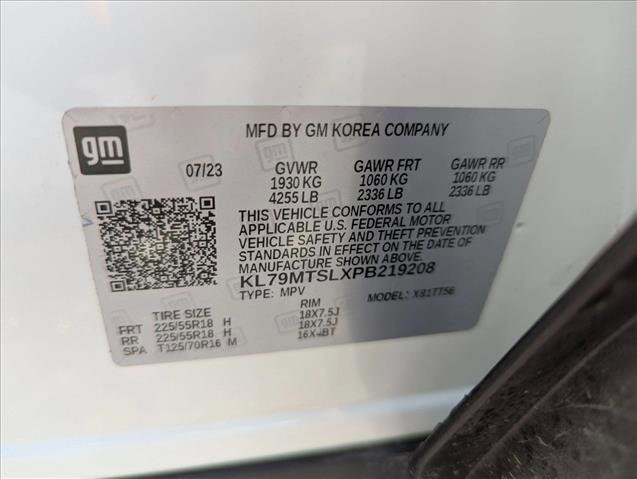 gm
MFD BY GM KOREA COMPANY
07/23 GVWR GAWR FRT GAWR RR
1930 KG 1060 KG 1060 KG
4255 LB 2336 LB 2336 LB
THIS VEHICLE CONFORMS TO ALL
APPLICABLE U.S. FEDERAL MOTOR
VEHICLE SAFETY AND THEFT PREVENTION
STANDARDS IN EFFECT ON THE DATE OF
MANUFACTURE SHOWN ABOVE.
KL79MTSLXPB219208
TYPE: MPV MODEL: X81TT56
TIRE SIZE RIM
FRT 225/55R18 H 18X7.5J
RR 225/55R18 H 18X7.5J
SPA T125/70R16 M 16X4BT